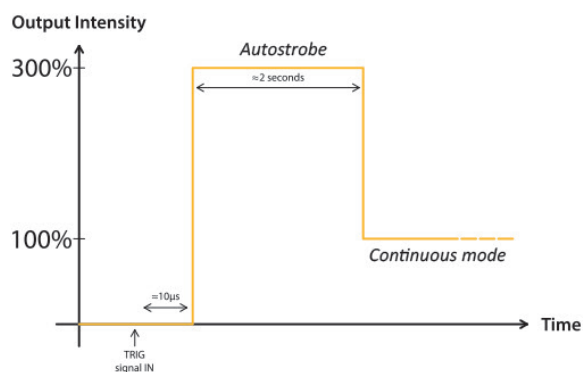 Output Intensity
Autostrobe
300%
≈2 seconds
100%
Continuous mode
≈10µs
Time
TRIG
signal IN